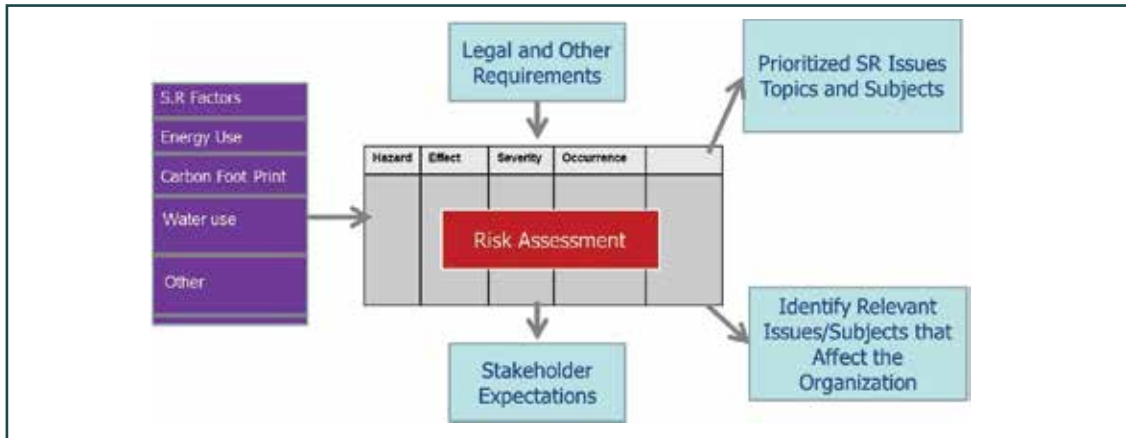 Legal and Other
Requirements
Prioritized SR Issues
Topics and Subjects
S.R Factors
Energy Use
Carbon Foot Print
Water use
Other
Hazard Effect Severity Occurrence
Risk Assessment
Stakeholder
Expectations
Identify Relevant
Issues/Subjects that
Affect the
Organization